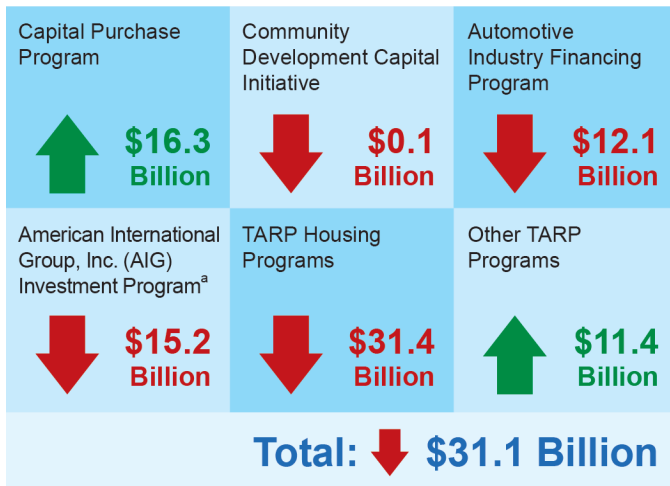 Capital Purchase
Program
$16.3
Billion
Community
Development Capital
Initiative
$0.1
Billion
Automotive
Industry Financing
Program
$12.1
Billion
American International
Group, Inc. (AIG)
Investment Programᵃ
$15.2
Billion
TARP Housing
Programs
$31.4
Billion
Other TARP
Programs
$11.4
Billion
Total: $31.1 Billion